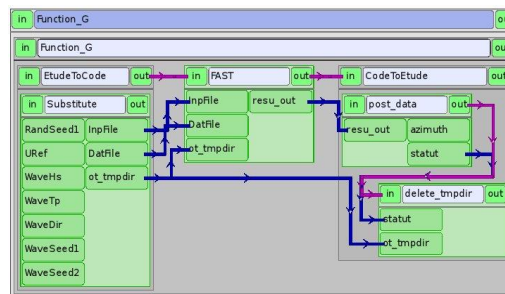 in Function_G ou
in Function_G ou
in EtudeToCode out in FAST out in CodeToEtude out
in Substitute out InpFile resu_out in post_data out
RandSeed1 InpFile DatFile resu_out azimuth
URef DatFile ot_tmpdir statut
WaveHs ot_tmpdir
WaveTp in delete_tmpdir out
WaveDir statut
WaveSeed1 ot_tmpdir
WaveSeed2